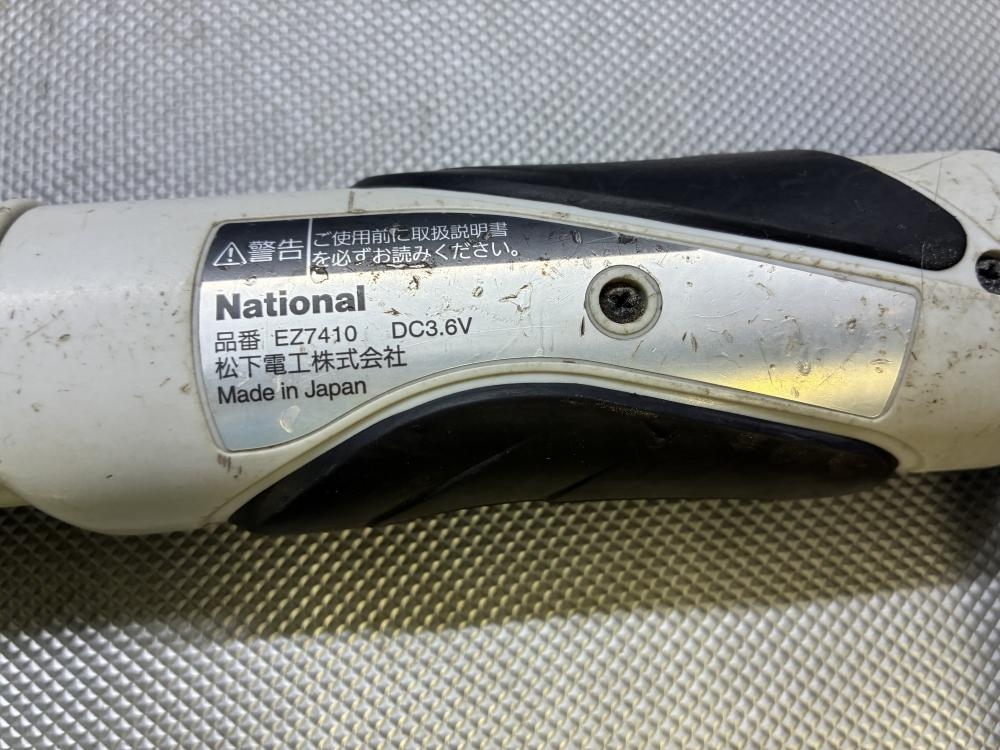 ⚠警告
ご使用前に取扱説明書
を必ずお読みください。
National
品番 EZ7410 DC3.6V
松下電工株式会社
Made in Japan